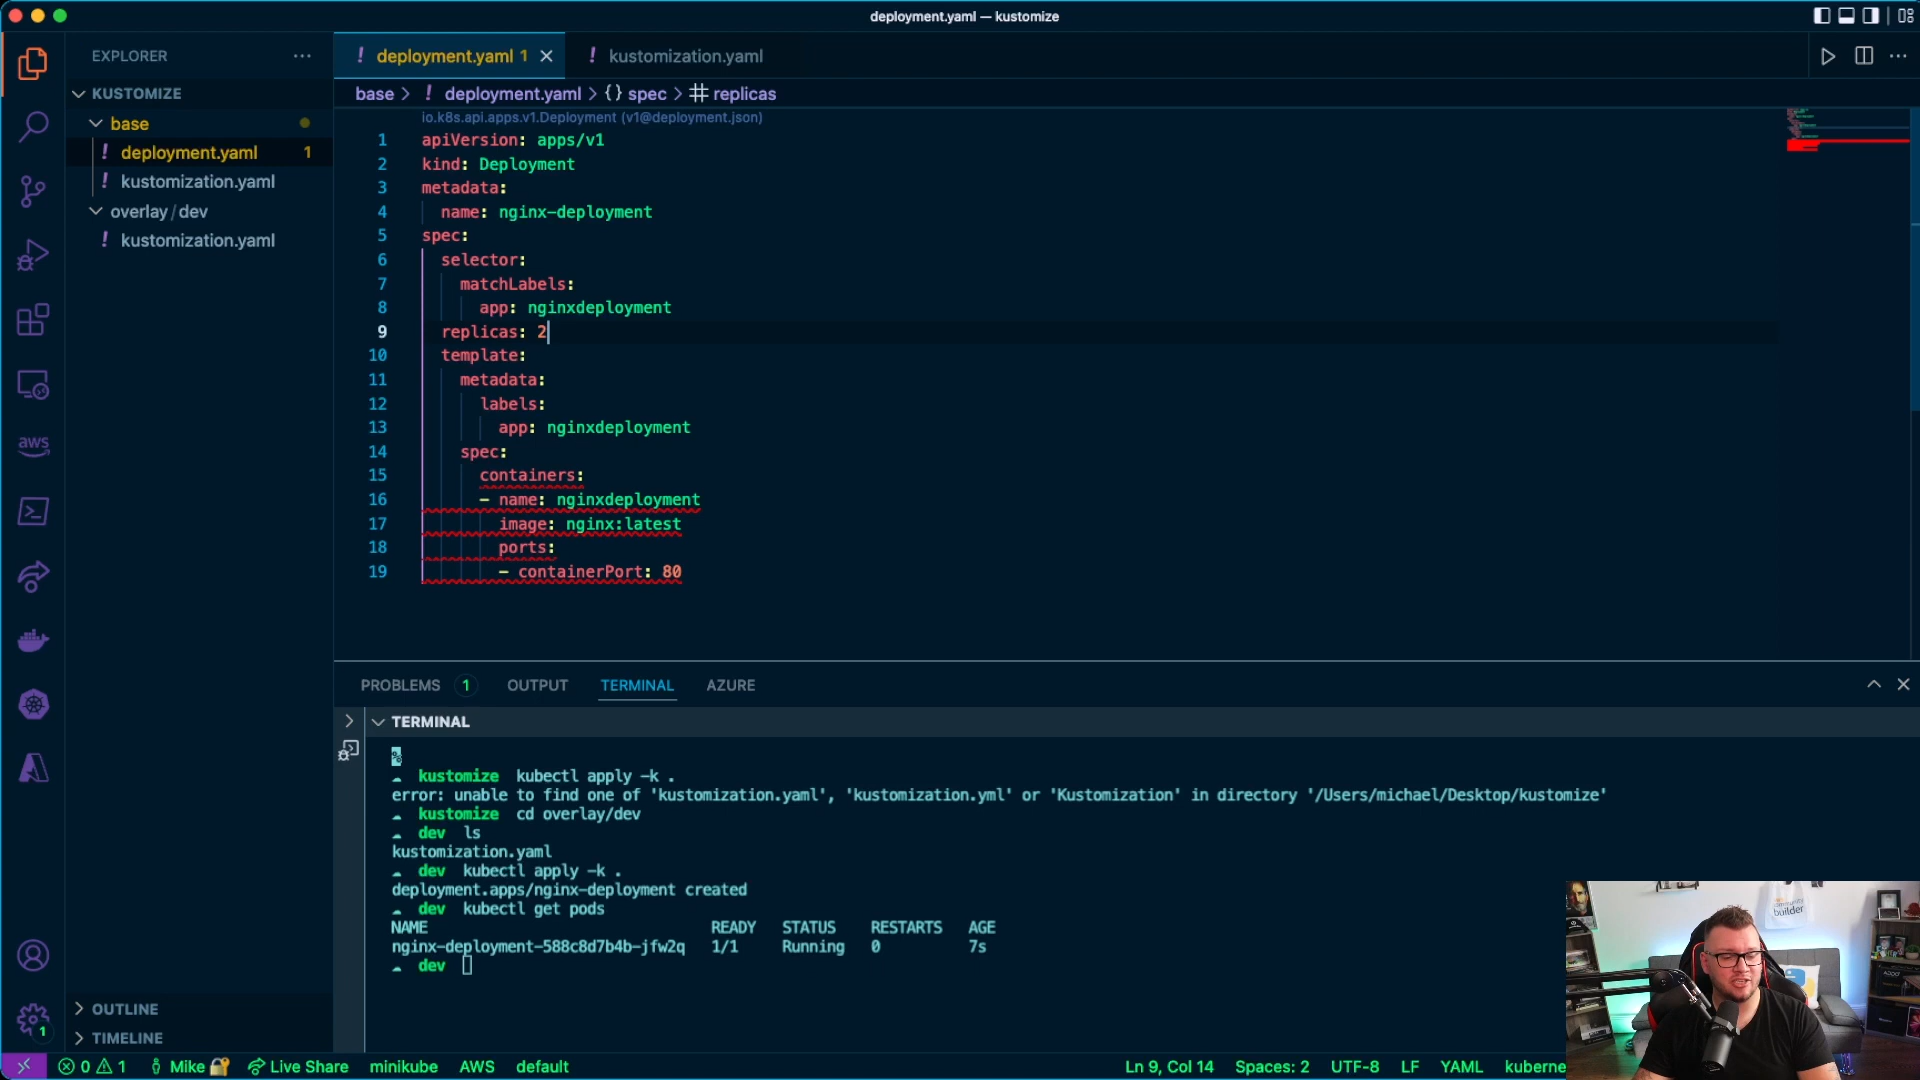 deployment.yaml — kustomize
EXPLORER
! deployment.yaml 1
! kustomization.yaml
KUSTOMIZE
base > ! deployment.yaml > {} spec > replicas
base
! deployment.yaml 1
! kustomization.yaml
overlay / dev
! kustomization.yaml
io.k8s.api.apps.v1.Deployment (v1@deployment.json)
1 apiVersion: apps/v1
2 kind: Deployment
3 metadata:
4 name: nginx-deployment
5 spec:
6 selector:
7 matchLabels:
8 app: nginxdeployment
9 replicas: 2
10 template:
11 metadata:
12 labels:
13 app: nginxdeployment
14 spec:
15 containers:
16 - name: nginxdeployment
17 image: nginx:latest
18 ports:
19 - containerPort: 80
aws
PROBLEMS 1 OUTPUT TERMINAL AZURE
TERMINAL
%
kustomize kubectl apply -k .
error: unable to find one of 'kustomization.yaml', 'kustomization.yml' or 'Kustomization' in directory '/Users/michael/Desktop/kustomize'
kustomize cd overlay/dev
dev ls
kustomization.yaml
dev kubectl apply -k .
deployment.apps/nginx-deployment created
dev kubectl get pods
NAME READY STATUS RESTARTS AGE
nginx-deployment-588c8d7b4b-jfw2q 1/1 Running 0 7s
dev
builder
OUTLINE
TIMELINE
1
0 1 Mike Live Share minikube AWS default
Ln 9, Col 14 Spaces: 2 UTF-8 LF YAML kuberne